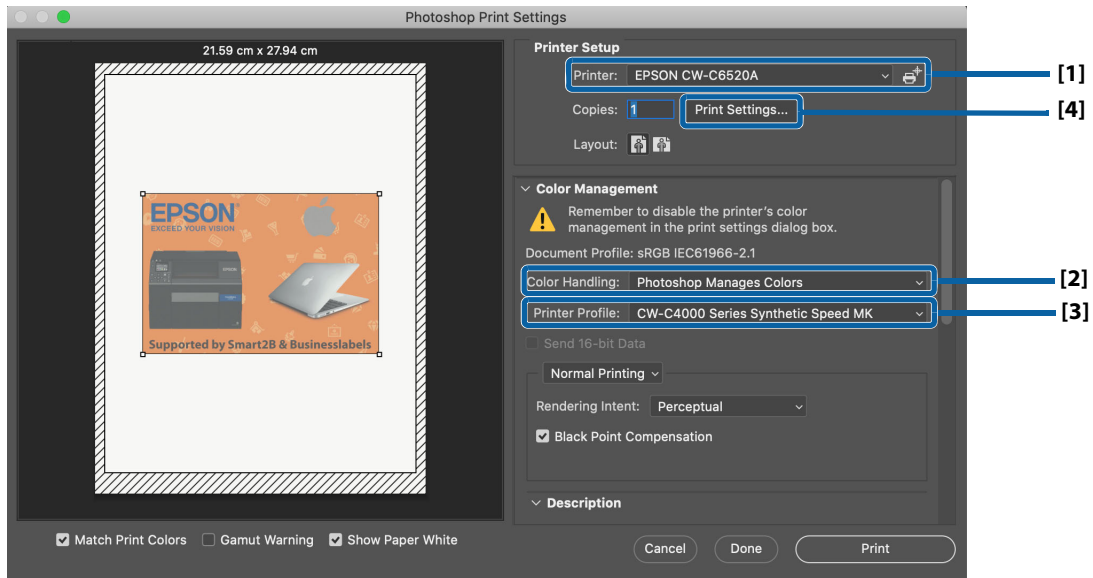 Photoshop Print Settings
21.59 cm x 27.94 cm
EPSON
EXCEED YOUR VISION
Supported by Smart2B & Businesslabels
Match Print Colors
Gamut Warning
Show Paper White
Printer Setup
Printer: EPSON CW-C6520A
[1]
Copies: 1 Print Settings...
[4]
Layout:
Color Management
Remember to disable the printer's color
management in the print settings dialog box.
Document Profile: sRGB IEC61966-2.1
Color Handling: Photoshop Manages Colors
[2]
Printer Profile: CW-C4000 Series Synthetic Speed MK
[3]
Send 16-bit Data
Normal Printing
Rendering Intent: Perceptual
Black Point Compensation
Description
Cancel
Done
Print